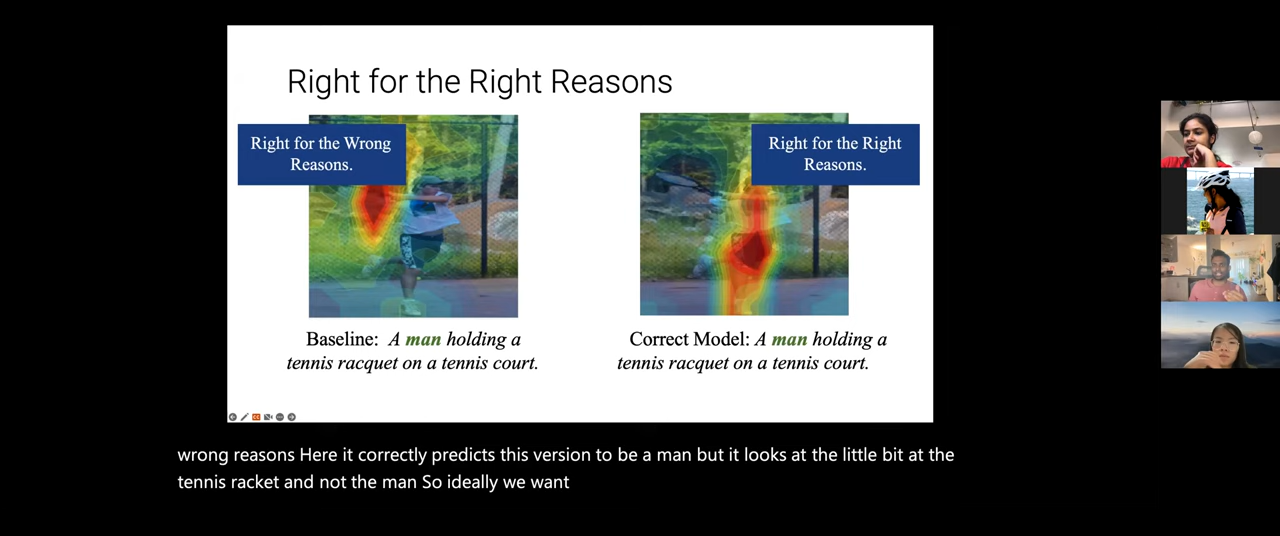 Right for the Right Reasons
Right for the Wrong
Reasons.
Right for the Right
Reasons.
Baseline: A man holding a
tennis racquet on a tennis court.
Correct Model: A man holding a
tennis racquet on a tennis court.
wrong reasons Here it correctly predicts this version to be a man but it looks at the little bit at the
tennis racket and not the man So ideally we want